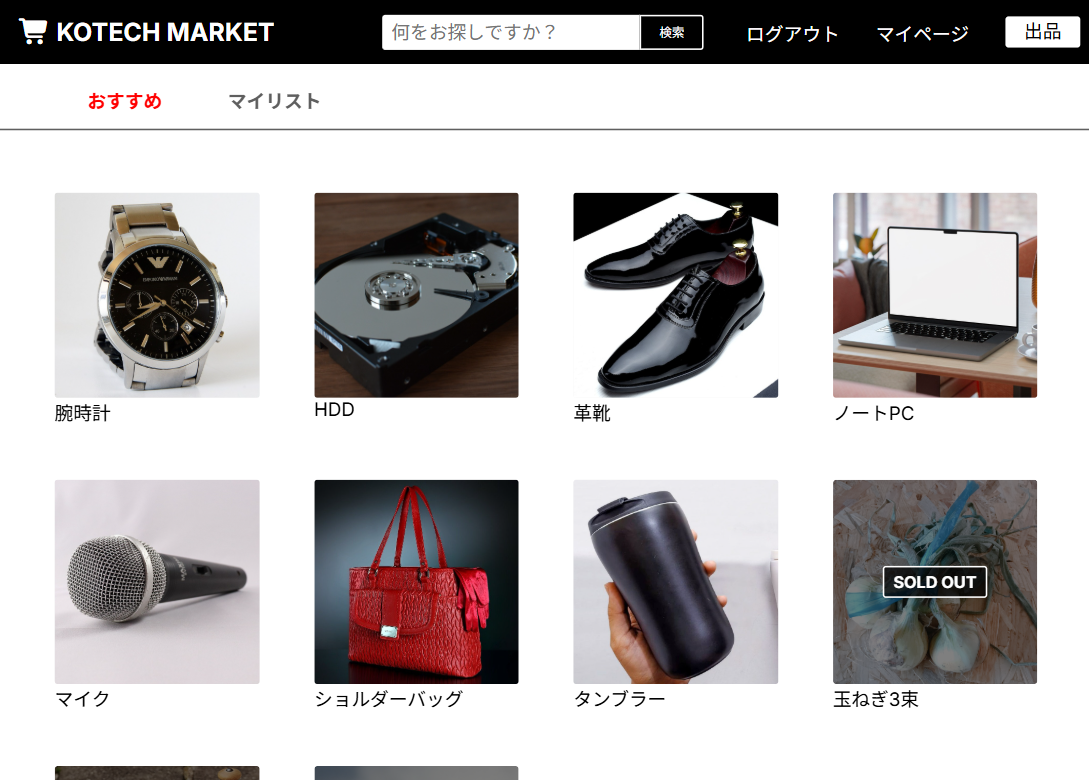 KOTECH MARKET
何をお探しですか？
検索
ログアウト
マイページ
出品
おすすめ
マイリスト
腕時計
HDD
革靴
ノートPC
マイク
ショルダーバッグ
タンブラー
SOLD OUT
玉ねぎ3束